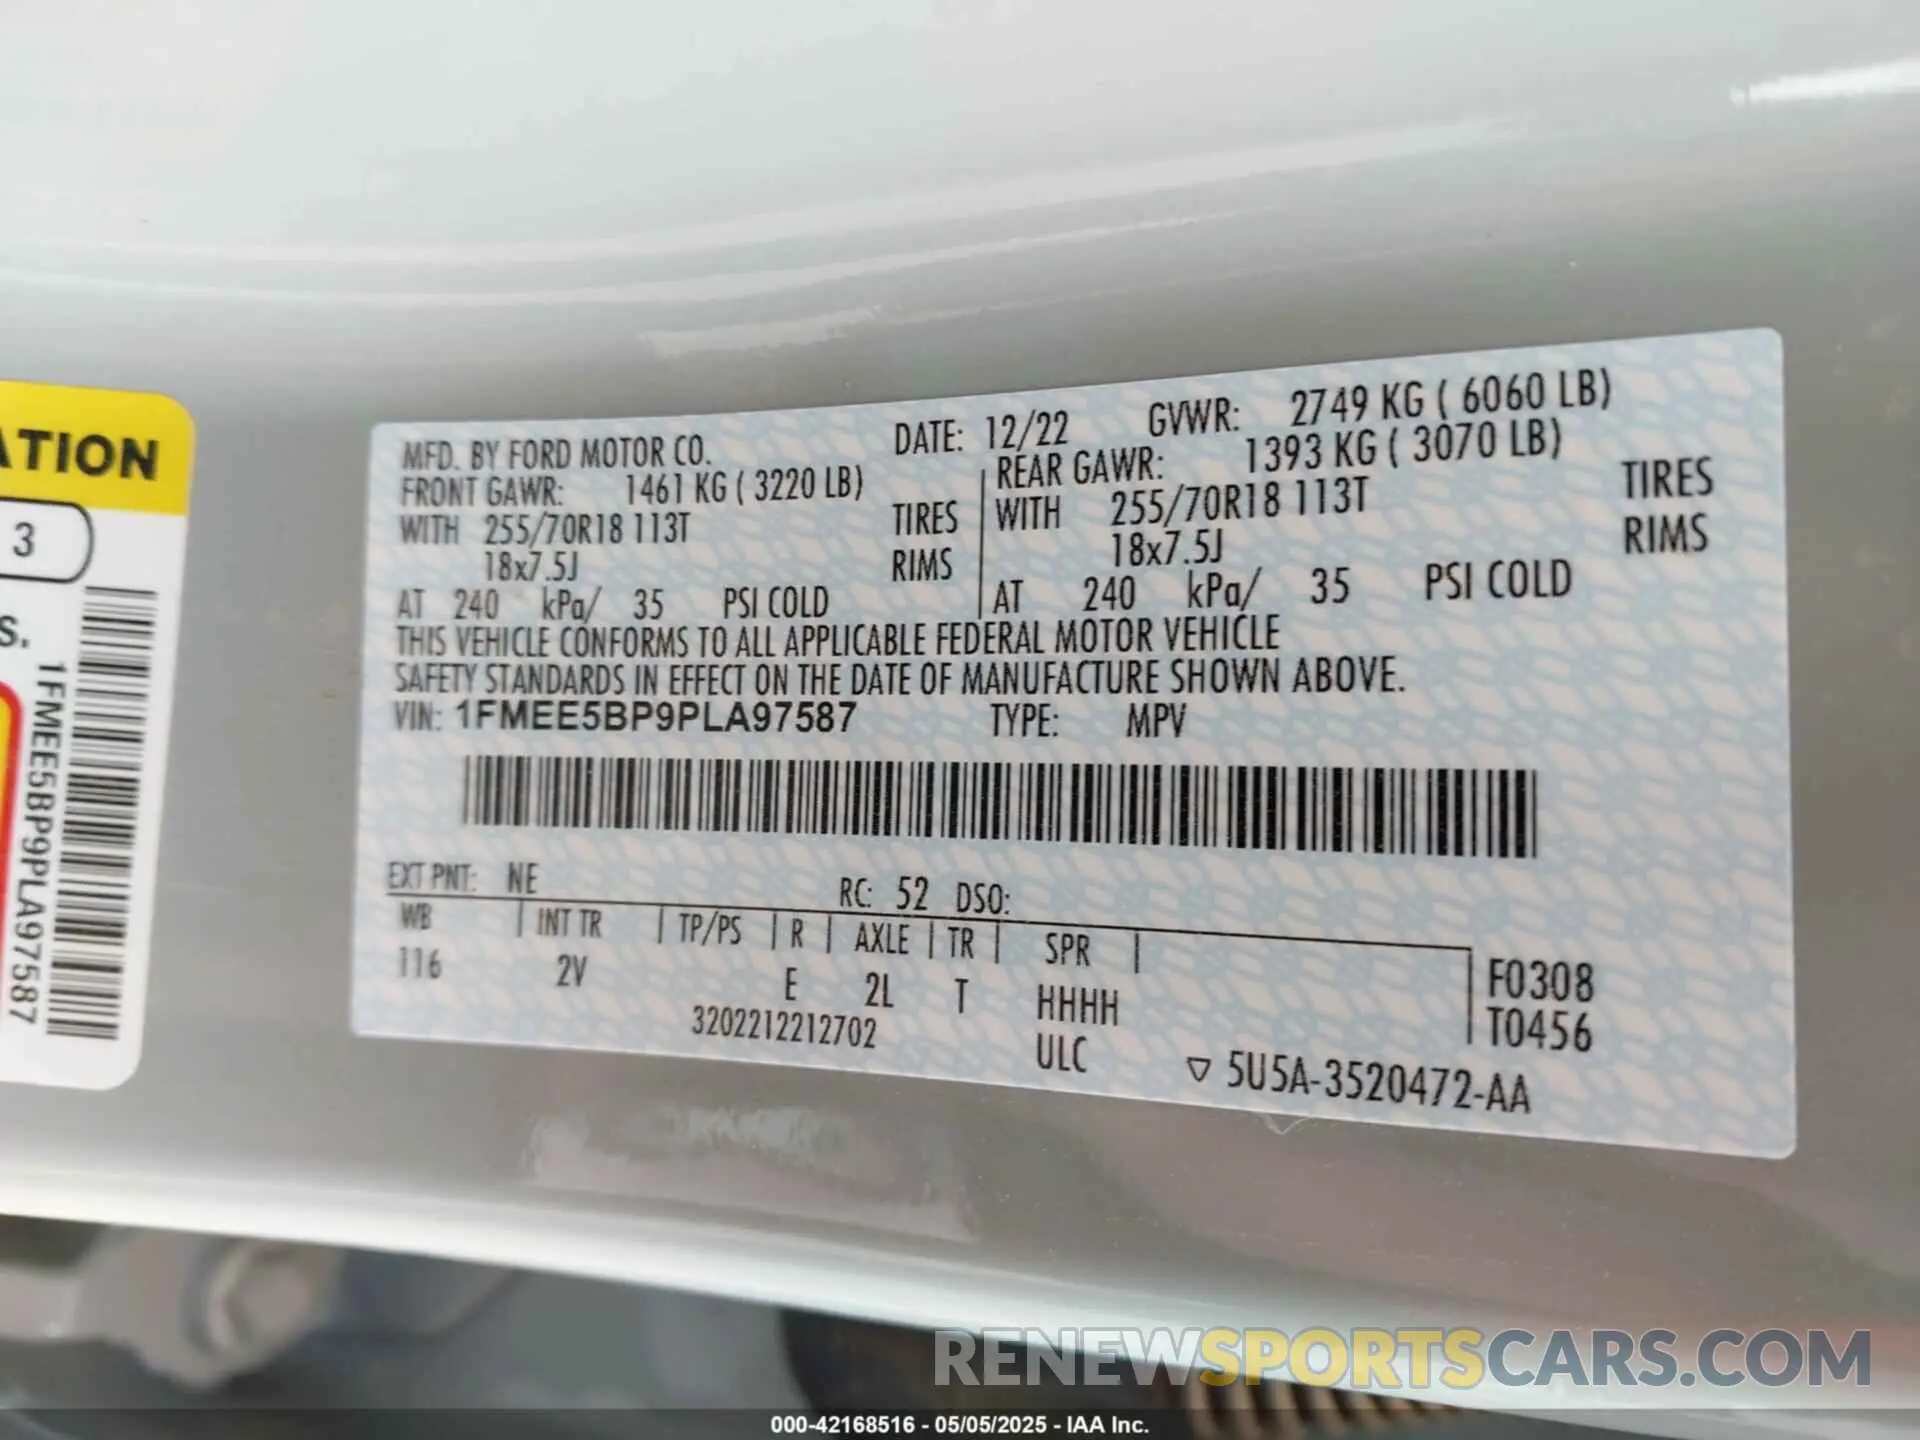 ATION
3
S.
1FMEE5BP9PLA97587
MFD. BY FORD MOTOR CO. DATE: 12/22 GVWR: 2749 KG ( 6060 LB)
FRONT GAWR: 1461 KG ( 3220 LB) REAR GAWR: 1393 KG ( 3070 LB)
WITH 255/70R18 113T TIRES WITH 255/70R18 113T TIRES
18x7.5J RIMS 18x7.5J RIMS
AT 240 kPa/ 35 PSI COLD AT 240 kPa/ 35 PSI COLD
THIS VEHICLE CONFORMS TO ALL APPLICABLE FEDERAL MOTOR VEHICLE
SAFETY STANDARDS IN EFFECT ON THE DATE OF MANUFACTURE SHOWN ABOVE.
VIN: 1FMEE5BP9PLA97587 TYPE: MPV
EXT PNT: NE RC: 52 DSO:
WB | INT TR | TP/PS | R | AXLE | TR | SPR |
116 2V E 2L T HHHH F0308
3202212212702 ULC T0456
▽ 5U5A-3520472-AA
RENEWSPORTSCARS.COM
000-42168516 - 05/05/2025 - IAA Inc.